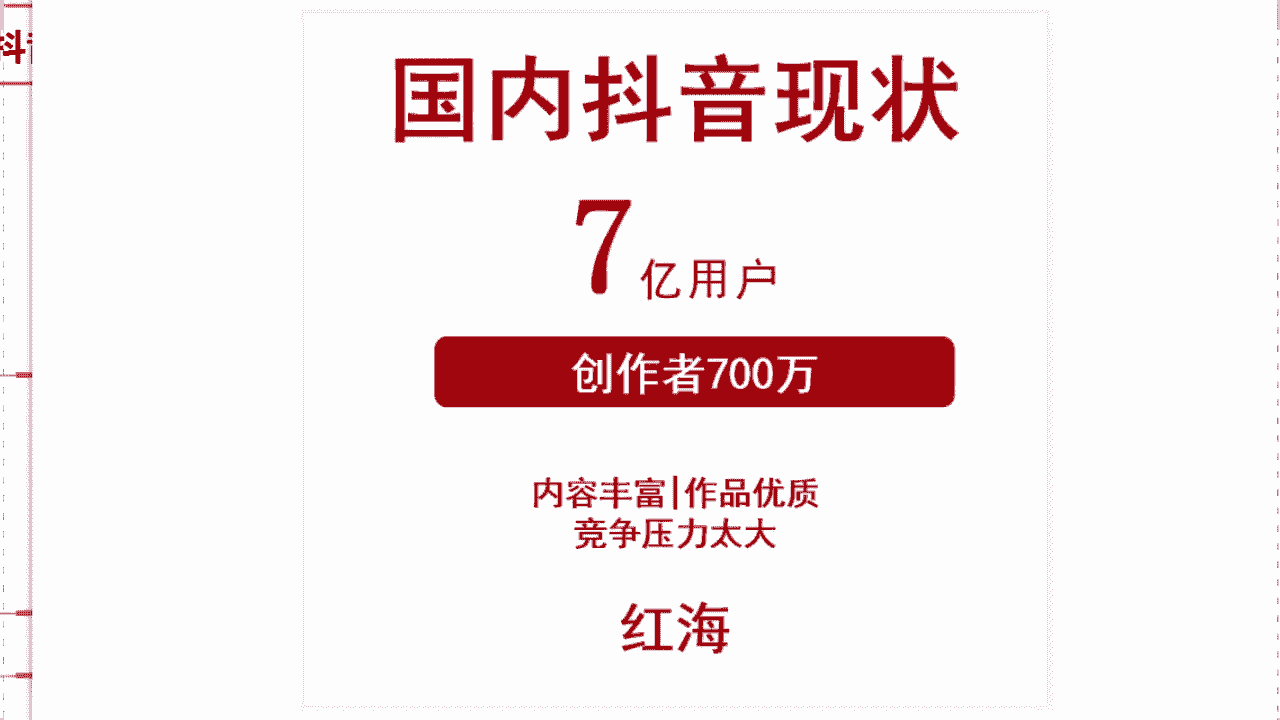 抖
国内抖音现状
7亿用户
创作者700万
内容丰富|作品优质
竞争压力太大
红海